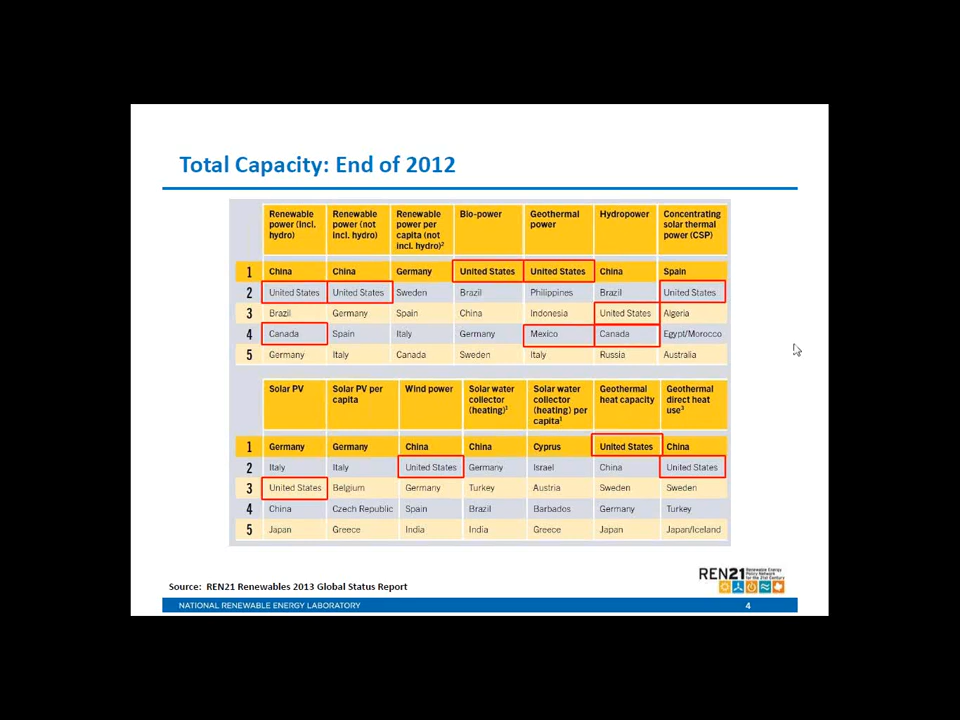 Total Capacity: End of 2012
Renewable power (incl. hydro) Renewable power (not incl. hydro) Renewable power per capita (not incl. hydro)2 Bio-power Geothermal power Hydropower Concentrating solar thermal power (CSP)
1 China China Germany United States United States China Spain
2 United States United States Sweden Brazil Philippines Brazil United States
3 Brazil Germany Spain China Indonesia United States Algeria
4 Canada Spain Italy Germany Mexico Canada Egypt/Morocco
5 Germany Italy Canada Sweden Italy Russia Australia
Solar PV Solar PV per capita Wind power Solar water collector (heating)1 Solar water collector (heating) per capita1 Geothermal heat capacity Geothermal direct heat use3
1 Germany Germany China China Cyprus United States China
2 Italy Italy United States Germany Israel China United States
3 United States Belgium Germany Turkey Austria Sweden Sweden
4 China Czech Republic Spain Brazil Barbados Germany Turkey
5 Japan Greece India India Greece Japan Japan/Iceland
REN21 Renewable Energy
Policy Network
for the 21st Century
Source: REN21 Renewables 2013 Global Status Report
NATIONAL RENEWABLE ENERGY LABORATORY 4